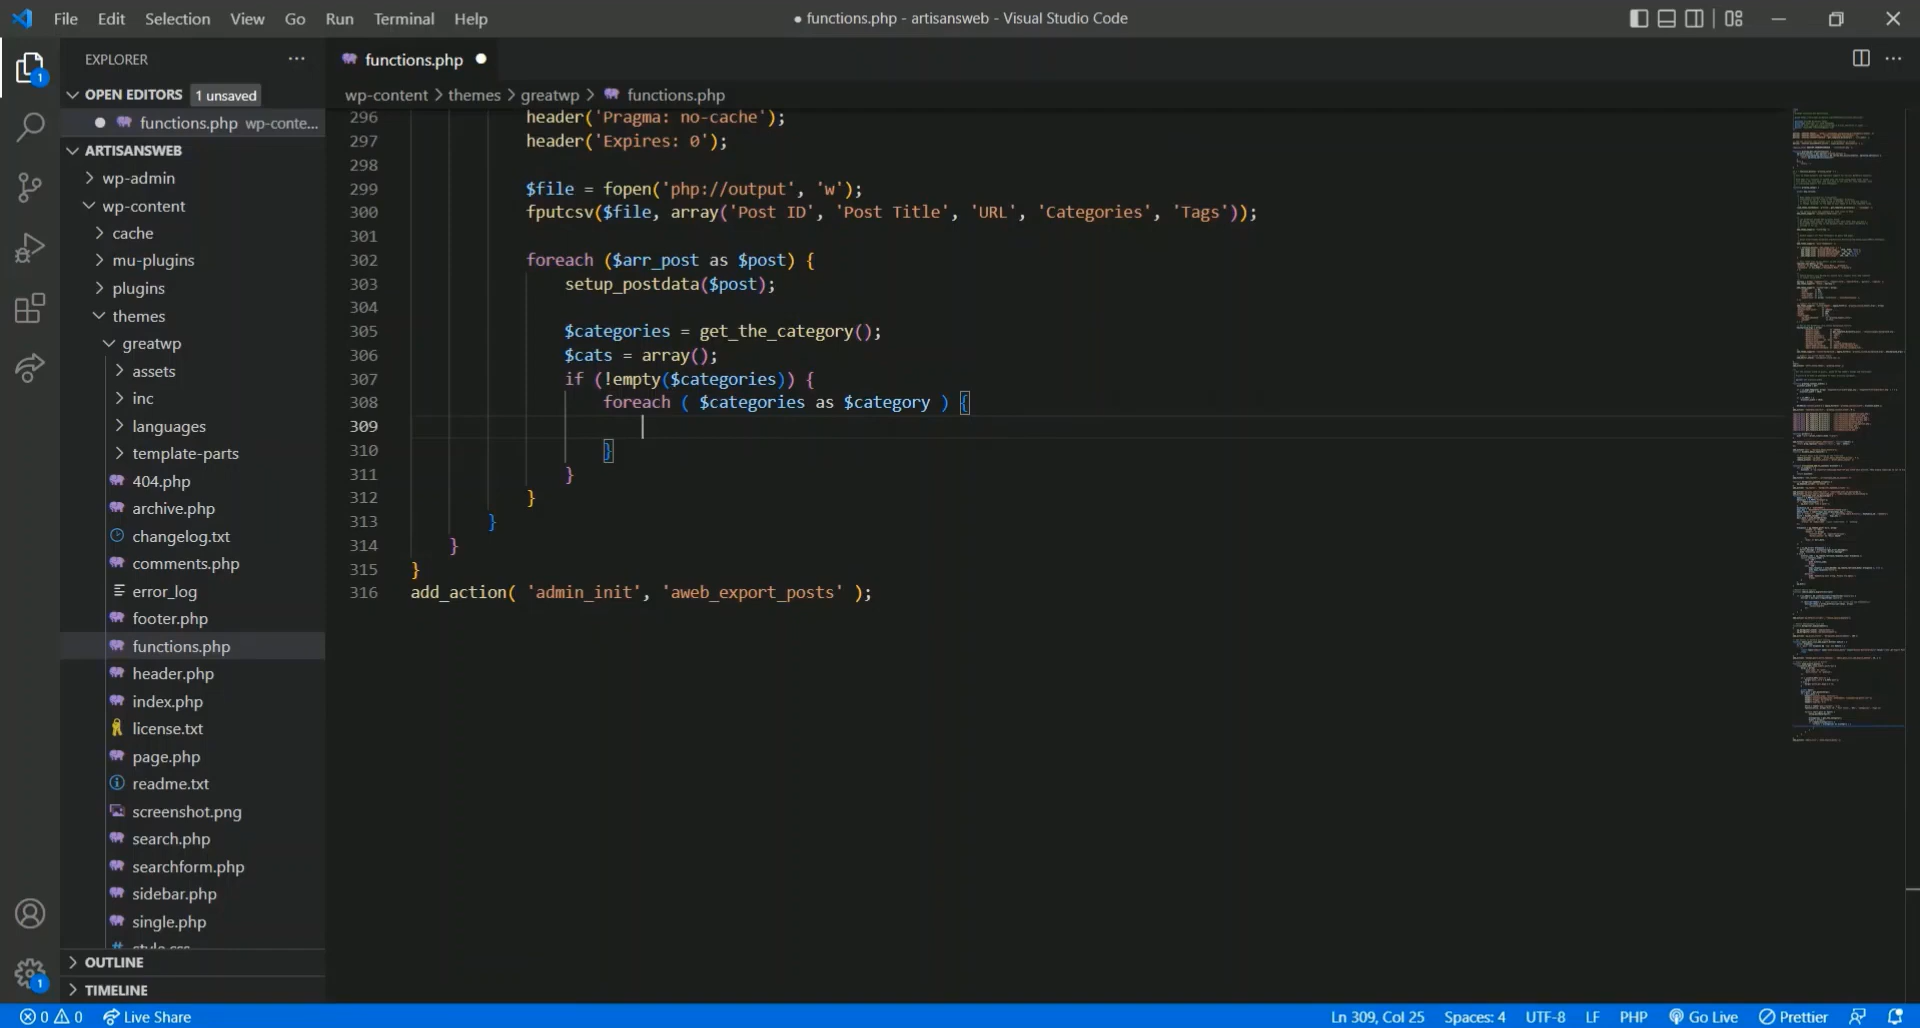 File Edit Selection View Go Run Terminal Help
● functions.php - artisansweb - Visual Studio Code
EXPLORER
OPEN EDITORS 1 unsaved
functions.php wp-conte...
ARTISANSWEB
wp-admin
wp-content
cache
mu-plugins
plugins
themes
greatwp
assets
inc
languages
template-parts
404.php
archive.php
changelog.txt
comments.php
error_log
footer.php
functions.php
header.php
index.php
license.txt
page.php
readme.txt
screenshot.png
search.php
searchform.php
sidebar.php
single.php
style.css
OUTLINE
TIMELINE
functions.php
wp-content > themes > greatwp > functions.php
296 header('Pragma: no-cache');
297 header('Expires: 0');
298
299 $file = fopen('php://output', 'w');
300 fputcsv($file, array('Post ID', 'Post Title', 'URL', 'Categories', 'Tags'));
301
302 foreach ($arr_post as $post) {
303 setup_postdata($post);
304
305 $categories = get_the_category();
306 $cats = array();
307 if (!empty($categories)) {
308 foreach ( $categories as $category ) {
309
310 }
311 }
312 }
313 }
314 }
315 }
316 add_action( 'admin_init', 'aweb_export_posts' );
1
1
0 0 Live Share
Ln 309, Col 25 Spaces: 4 UTF-8 LF PHP Go Live Prettier